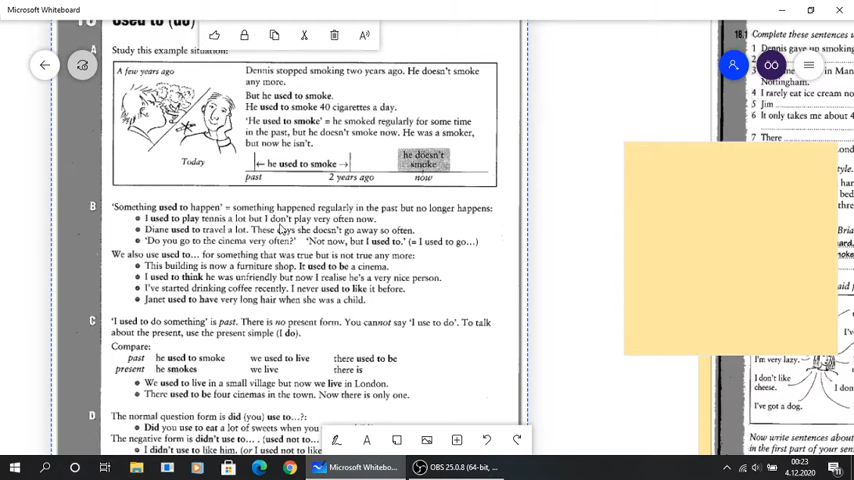 Microsoft Whiteboard
Used to (do)
A
Study this example situation:
A few years ago
Today
Dennis stopped smoking two years ago. He doesn't smoke
any more.
But he used to smoke.
He used to smoke 40 cigarettes a day.
'He used to smoke' = he smoked regularly for some time
in the past, but he doesn't smoke now. He was a smoker,
but now he isn't.
he used to smoke
he doesn't
smoke
past 2 years ago now
B
'Something used to happen' = something happened regularly in the past but no longer happens:
I used to play tennis a lot but I don't play very often now.
Diane used to travel a lot. These days she doesn't go away so often.
'Do you go to the cinema very often?' 'Not now, but I used to.' (= I used to go…)
We also use used to… for something that was true but is not true any more:
This building is now a furniture shop. It used to be a cinema.
I used to think he was unfriendly but now I realise he's a very nice person.
I've started drinking coffee recently. I never used to like it before.
Janet used to have very long hair when she was a child.
C
'I used to do something' is past. There is no present form. You cannot say 'I use to do'. To talk
about the present, use the present simple (I do).
Compare:
past he used to smoke we used to live there used to be
present he smokes we live there is
We used to live in a small village but now we live in London.
There used to be four cinemas in the town. Now there is only one.
D
The normal question form is did (you) use to…?:
Did you use to eat a lot of sweets when you
The negative form is didn't use to… (used not to…
I didn't use to like him. (or I used not to like
18.1 Complete these sentences
1 Dennis gave up smoking
2
3 in Man
Nottingham.
4 I rarely eat ice cream
5 Jim
6 It only takes me about 4
7 There
I'm very lazy.
I don't like
cheese.
I've got a dog.
Now write sentences about
in the first part of your
ÖÖ
Microsoft Whiteboa...
OBS 25.0.8 (64-bit, ...
00:23
4.12.2020